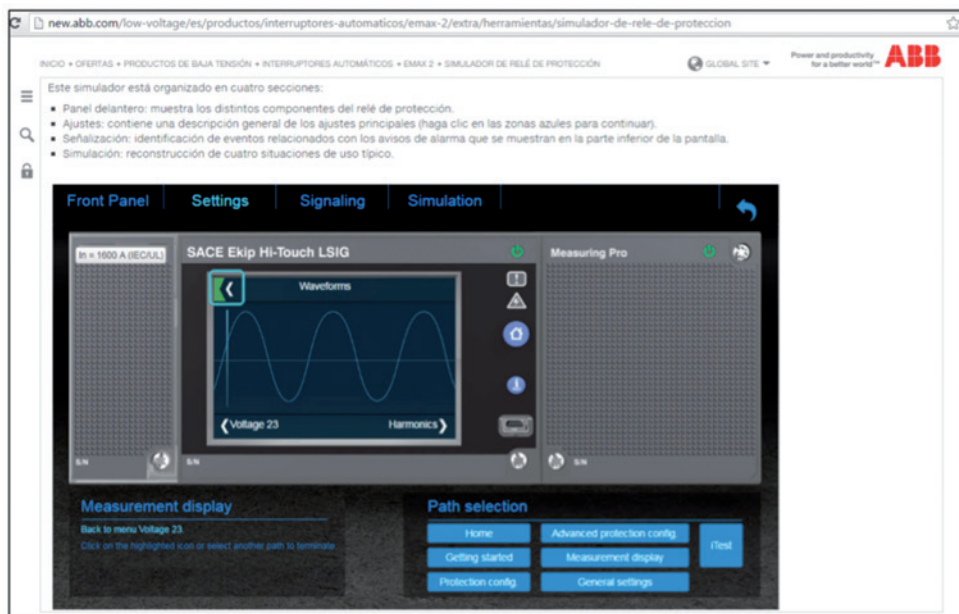 new.abb.com/low-voltage/es/productos/interruptores-automaticos/emax-2/extra/herramientas/simulador-de-rele-de-proteccion
INICIO • OFERTAS • PRODUCTOS DE BAJA TENSIÓN • INTERRUPTORES AUTOMÁTICOS • EMAX 2 • SIMULADOR DE RELÉ DE PROTECCIÓN
GLOBAL SITE
Power and productivity
for a better world™
ABB
Este simulador está organizado en cuatro secciones:
▪ Panel delantero: muestra los distintos componentes del relé de protección.
▪ Ajustes: contiene una descripción general de los ajustes principales (haga clic en las zonas azules para continuar).
▪ Señalización: identificación de eventos relacionados con los avisos de alarma que se muestran en la parte inferior de la pantalla.
▪ Simulación: reconstrucción de cuatro situaciones de uso típico.
Front Panel
Settings
Signaling
Simulation
In = 1600 A (IEC/UL)
SACE Ekip Hi-Touch LSIG
Measuring Pro
Waveforms
Voltage 23
Harmonics
S/N
S/N
S/N
Measurement display
Back to menu Voltage 23.
Click on the highlighted icon or select another path to terminate
Path selection
Home
Advanced protection config.
iTest
Getting started
Measurement display
Protection config.
General settings